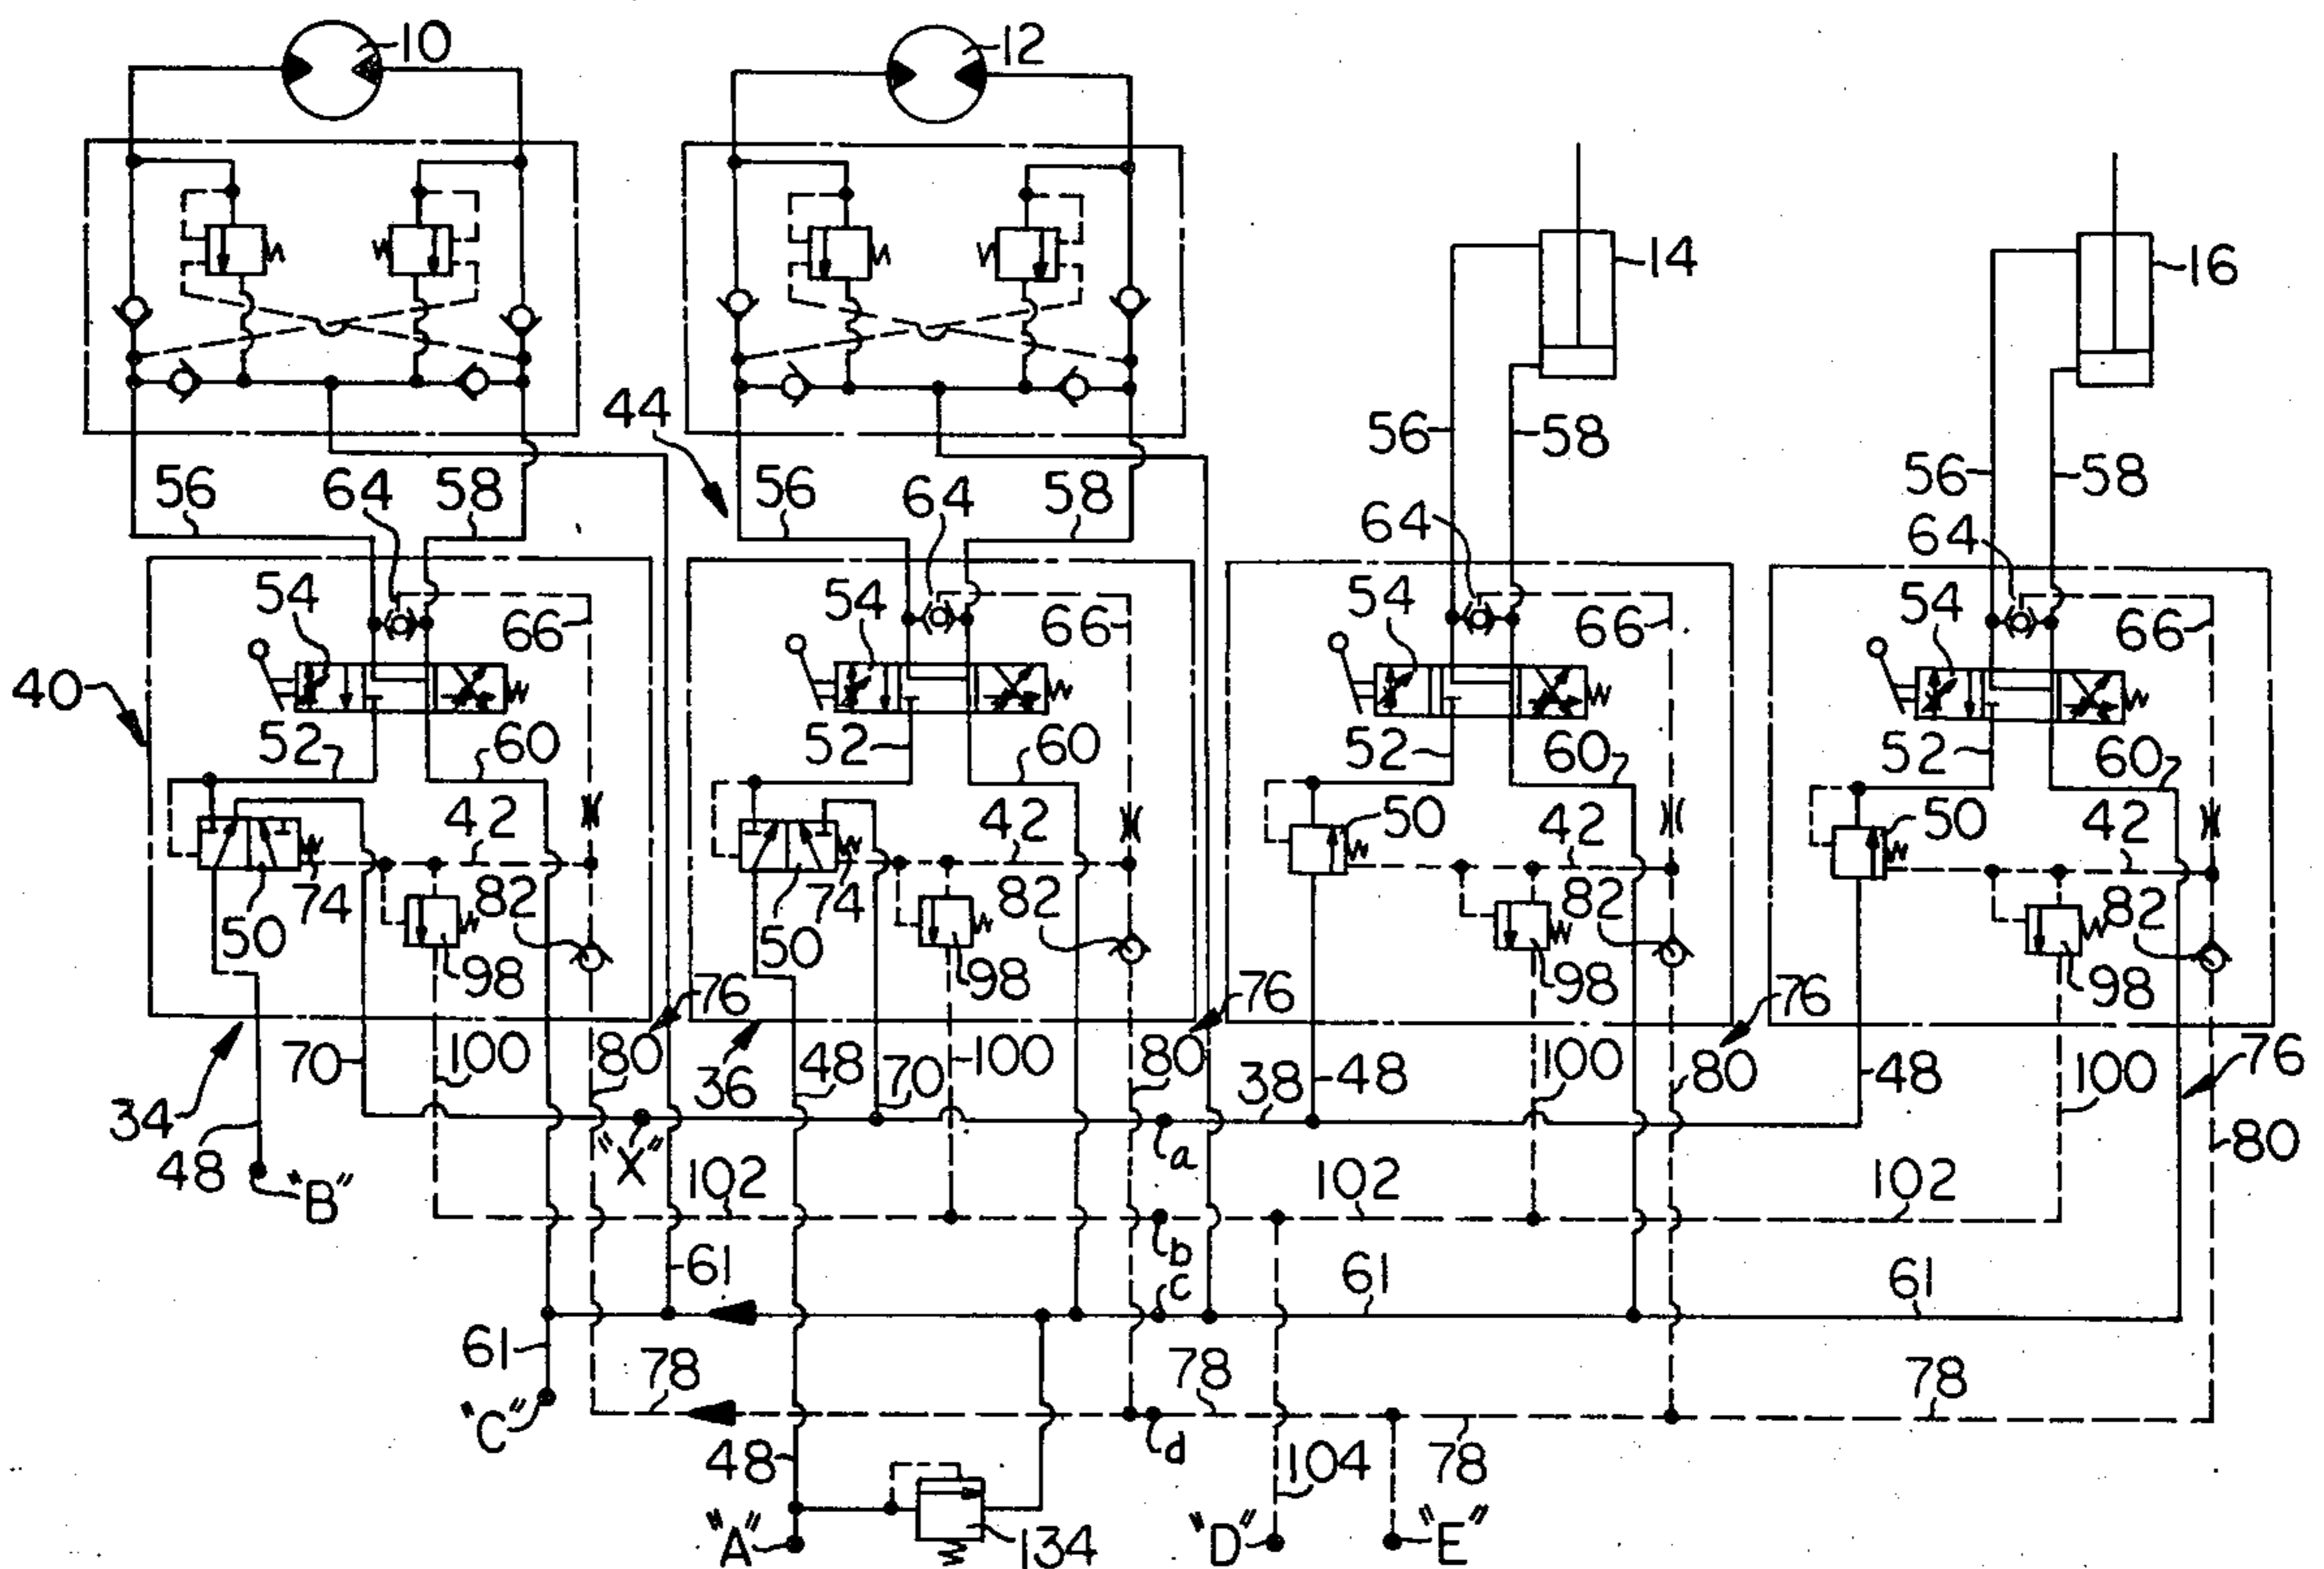 10 12
14 16
44
56 58
56 64 58 56 64 58 56 58
64 64
54 66 54 66 54 66 54 66
40
52 60 52 60 52 60 52 60
42 42 50 42 50 42
74 82 74 82 82 82
50 98 50 98 98 98
76 76 76
70 100 80 36 48 70 100 80 38 48 100 80 48 100 76
34
48 "B" "X" a 80
102 102 102
b
61 c 61 61
61
"C" 78 78 78
48 d 104 78
"A" 134 "D" "E"